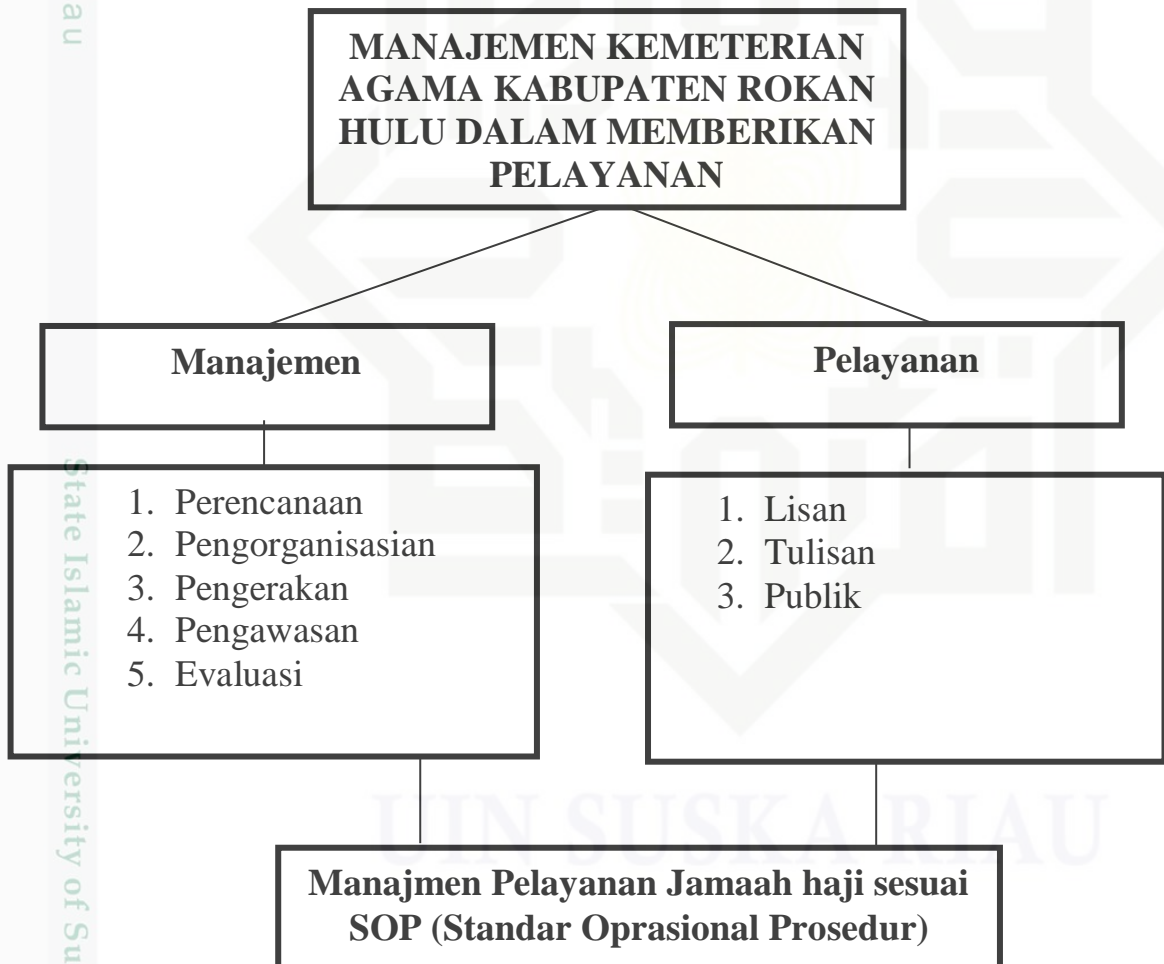 au
MANAJEMEN KEMETERIAN
AGAMA KABUPATEN ROKAN
HULU DALAM MEMBERIKAN
PELAYANAN
Manajemen
Pelayanan
1. Perencanaan
2. Pengorganisasian
3. Pengerakan
4. Pengawasan
5. Evaluasi
1. Lisan
2. Tulisan
3. Publik
State Islamic University of Su
UIN SUSKA RIAU
Manajmen Pelayanan Jamaah haji sesuai
SOP (Standar Oprasional Prosedur)